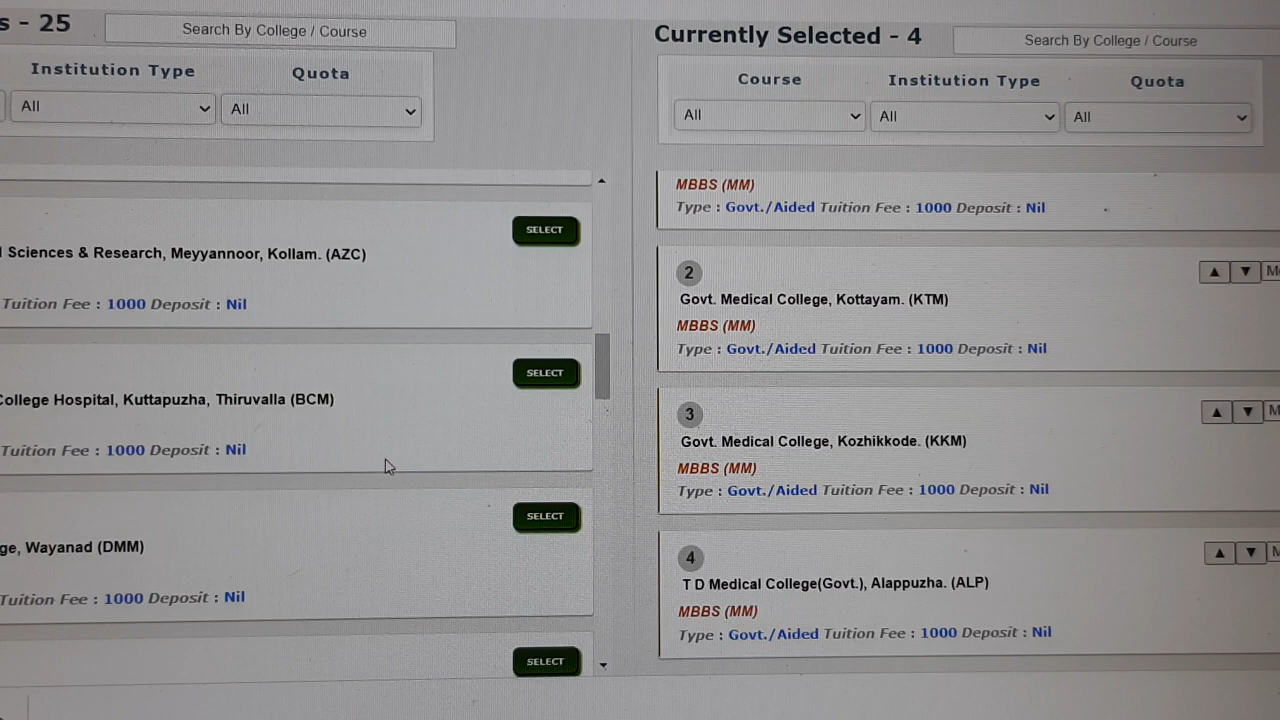 s - 25
Search By College / Course
Institution Type
Quota
All
All
SELECT
Sciences & Research, Meyyannoor, Kollam. (AZC)
Tuition Fee : 1000 Deposit : Nil
SELECT
College Hospital, Kuttapuzha, Thiruvalla (BCM)
Tuition Fee : 1000 Deposit : Nil
SELECT
ge, Wayanad (DMM)
Tuition Fee : 1000 Deposit : Nil
SELECT
Currently Selected - 4
Search By College / Course
Course
Institution Type
Quota
All
All
All
MBBS (MM)
Type : Govt./Aided Tuition Fee : 1000 Deposit : Nil
2
Govt. Medical College, Kottayam. (KTM)
MBBS (MM)
Type : Govt./Aided Tuition Fee : 1000 Deposit : Nil
3
Govt. Medical College, Kozhikkode. (KKM)
MBBS (MM)
Type : Govt./Aided Tuition Fee : 1000 Deposit : Nil
4
T D Medical College(Govt.), Alappuzha. (ALP)
MBBS (MM)
Type : Govt./Aided Tuition Fee : 1000 Deposit : Nil